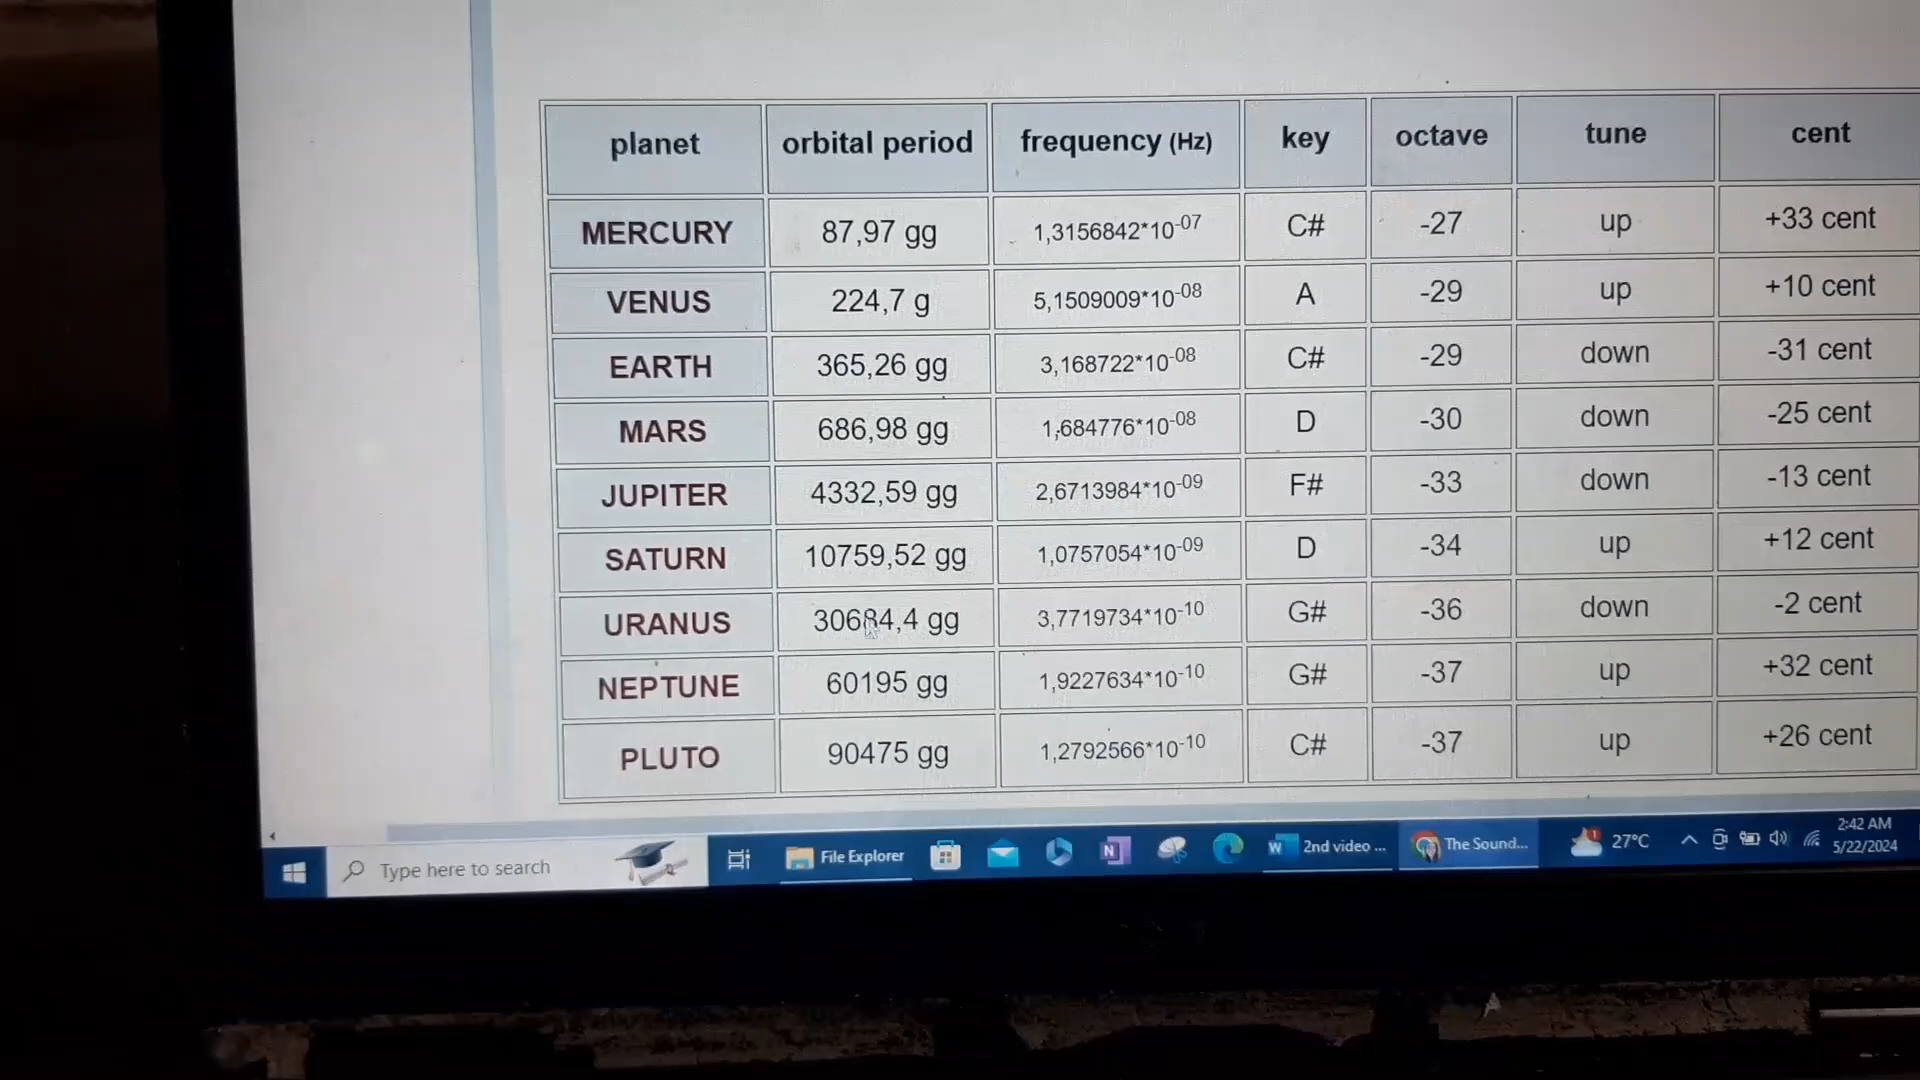 planet orbital period frequency (Hz) key octave tune cent
MERCURY 87,97 gg 1,3156842*10-07 C# -27 up +33 cent
VENUS 224,7 g 5,1509009*10-08 A -29 up +10 cent
EARTH 365,26 gg 3,168722*10-08 C# -29 down -31 cent
MARS 686,98 gg 1,684776*10-08 D -30 down -25 cent
JUPITER 4332,59 gg 2,6713984*10-09 F# -33 down -13 cent
SATURN 10759,52 gg 1,0757054*10-09 D -34 up +12 cent
URANUS 30684,4 gg 3,7719734*10-10 G# -36 down -2 cent
NEPTUNE 60195 gg 1,9227634*10-10 G# -37 up +32 cent
PLUTO 90475 gg 1,2792566*10-10 C# -37 up +26 cent
Type here to search File Explorer N W 2nd video ... The Sound... 1 27°C 2:42 AM
5/22/2024